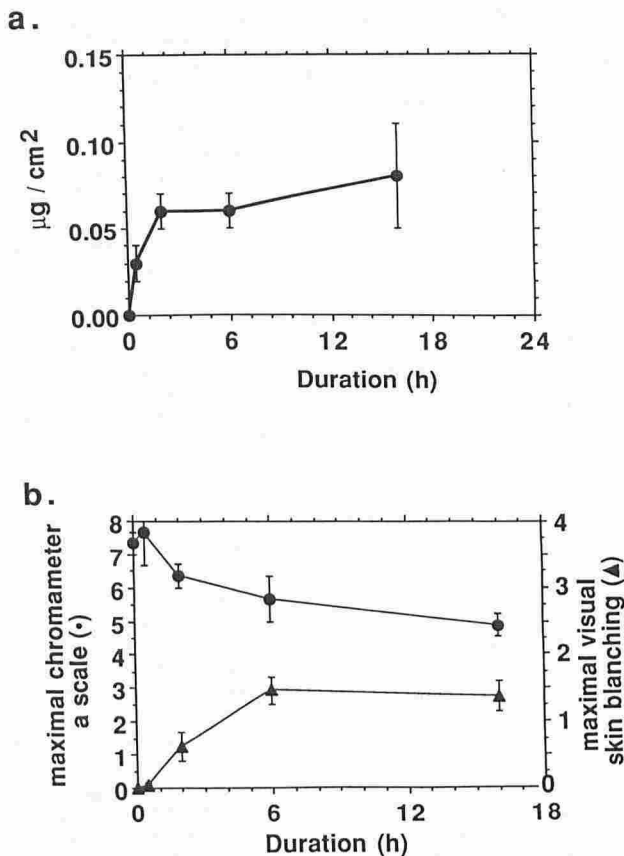 a.
0.15
0.10
0.05
0.00
µg / cm2
0 6 12 18 24
Duration (h)
b.
8
7
6
5
4
3
2
1
0
maximal chromameter
a scale (•)
4
3
2
1
0
maximal visual
skin blanching (▲)
0 6 12 18
Duration (h)